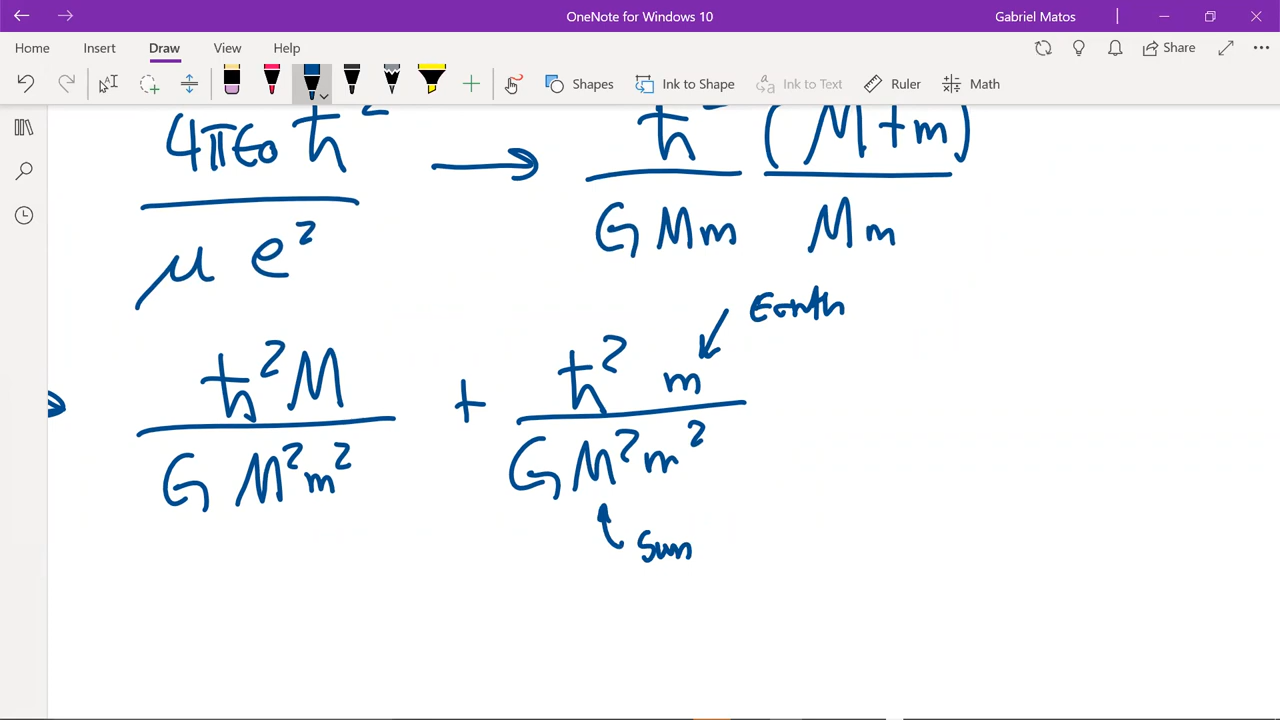 OneNote for Windows 10
Gabriel Matos
Home Insert Draw View Help
Share
Shapes Ink to Shape Ink to Text Ruler Math
4πε0 ħ² / μ e² → ħ² / G M m (M + m) / M m
Earth
ħ² M / G M² m² + ħ² m / G M² m²
Sun